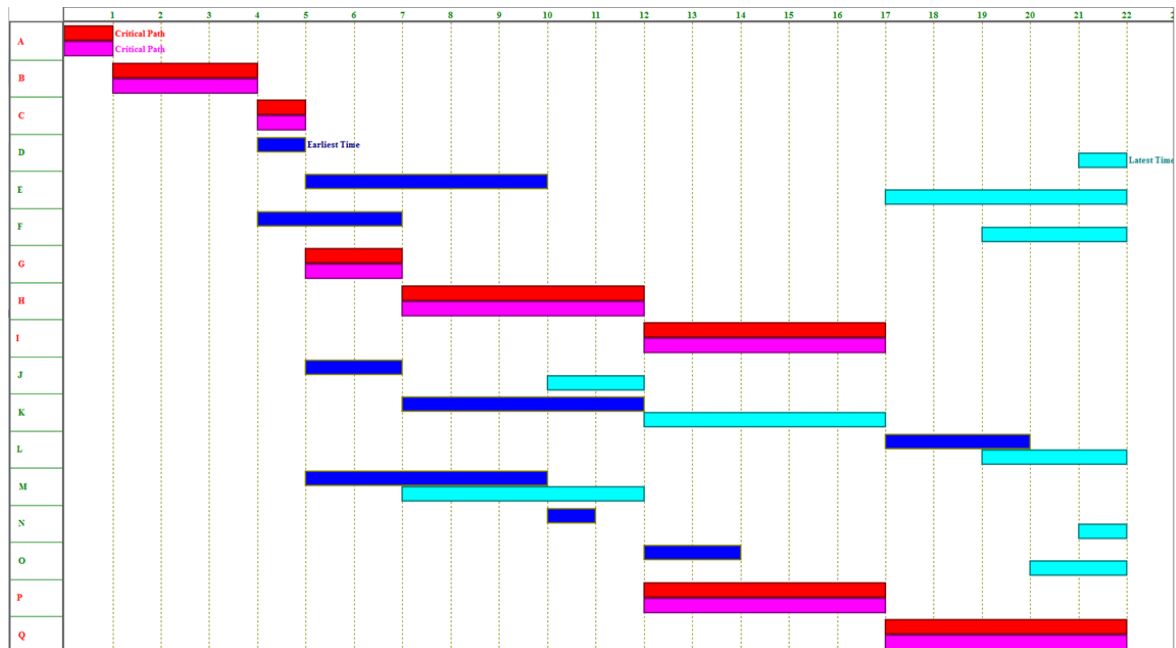 1 2 3 4 5 6 7 8 9 10 11 12 13 14 15 16 17 18 19 20 21 22
A Critical Path
Critical Path
B
C
D Earliest Time
Latest Time
E
F
G
H
I
J
K
L
M
N
O
P
Q